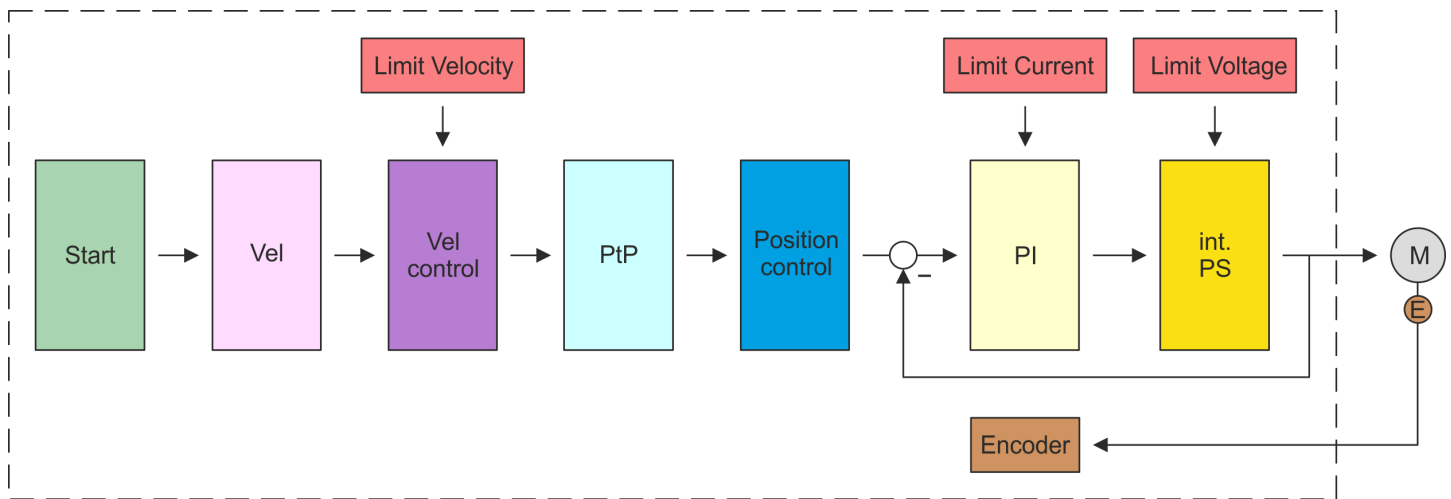 Limit Velocity
Limit Current
Limit Voltage
Start
Vel
Vel
control
PtP
Position
control
–
PI
int.
PS
M
E
Encoder